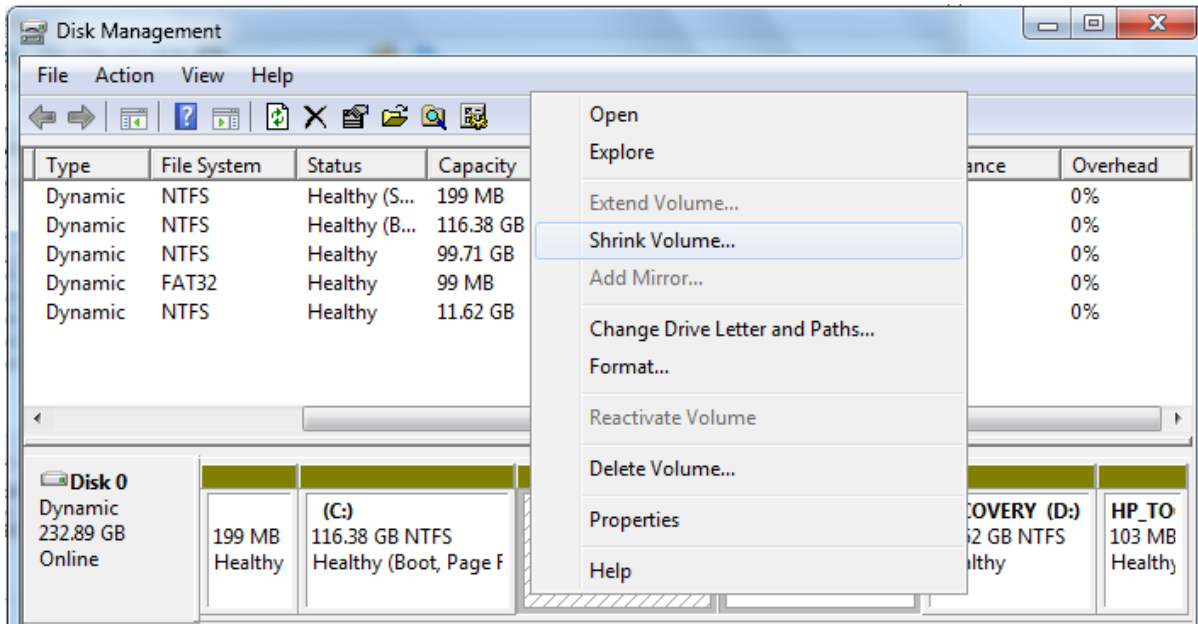 Disk Management
File Action View Help
Type File System Status Capacity Overhead
Dynamic NTFS Healthy (S... 199 MB 0%
Dynamic NTFS Healthy (B... 116.38 GB 0%
Dynamic NTFS Healthy 99.71 GB 0%
Dynamic FAT32 Healthy 99 MB 0%
Dynamic NTFS Healthy 11.62 GB 0%
Open
Explore
Extend Volume...
Shrink Volume...
Add Mirror...
Change Drive Letter and Paths...
Format...
Reactivate Volume
Delete Volume...
Properties
Help
Disk 0
Dynamic
232.89 GB
Online
199 MB
Healthy
(C:)
116.38 GB NTFS
Healthy (Boot, Page F
COVERY (D:)
62 GB NTFS
althy
HP_TO
103 MB
Healthy